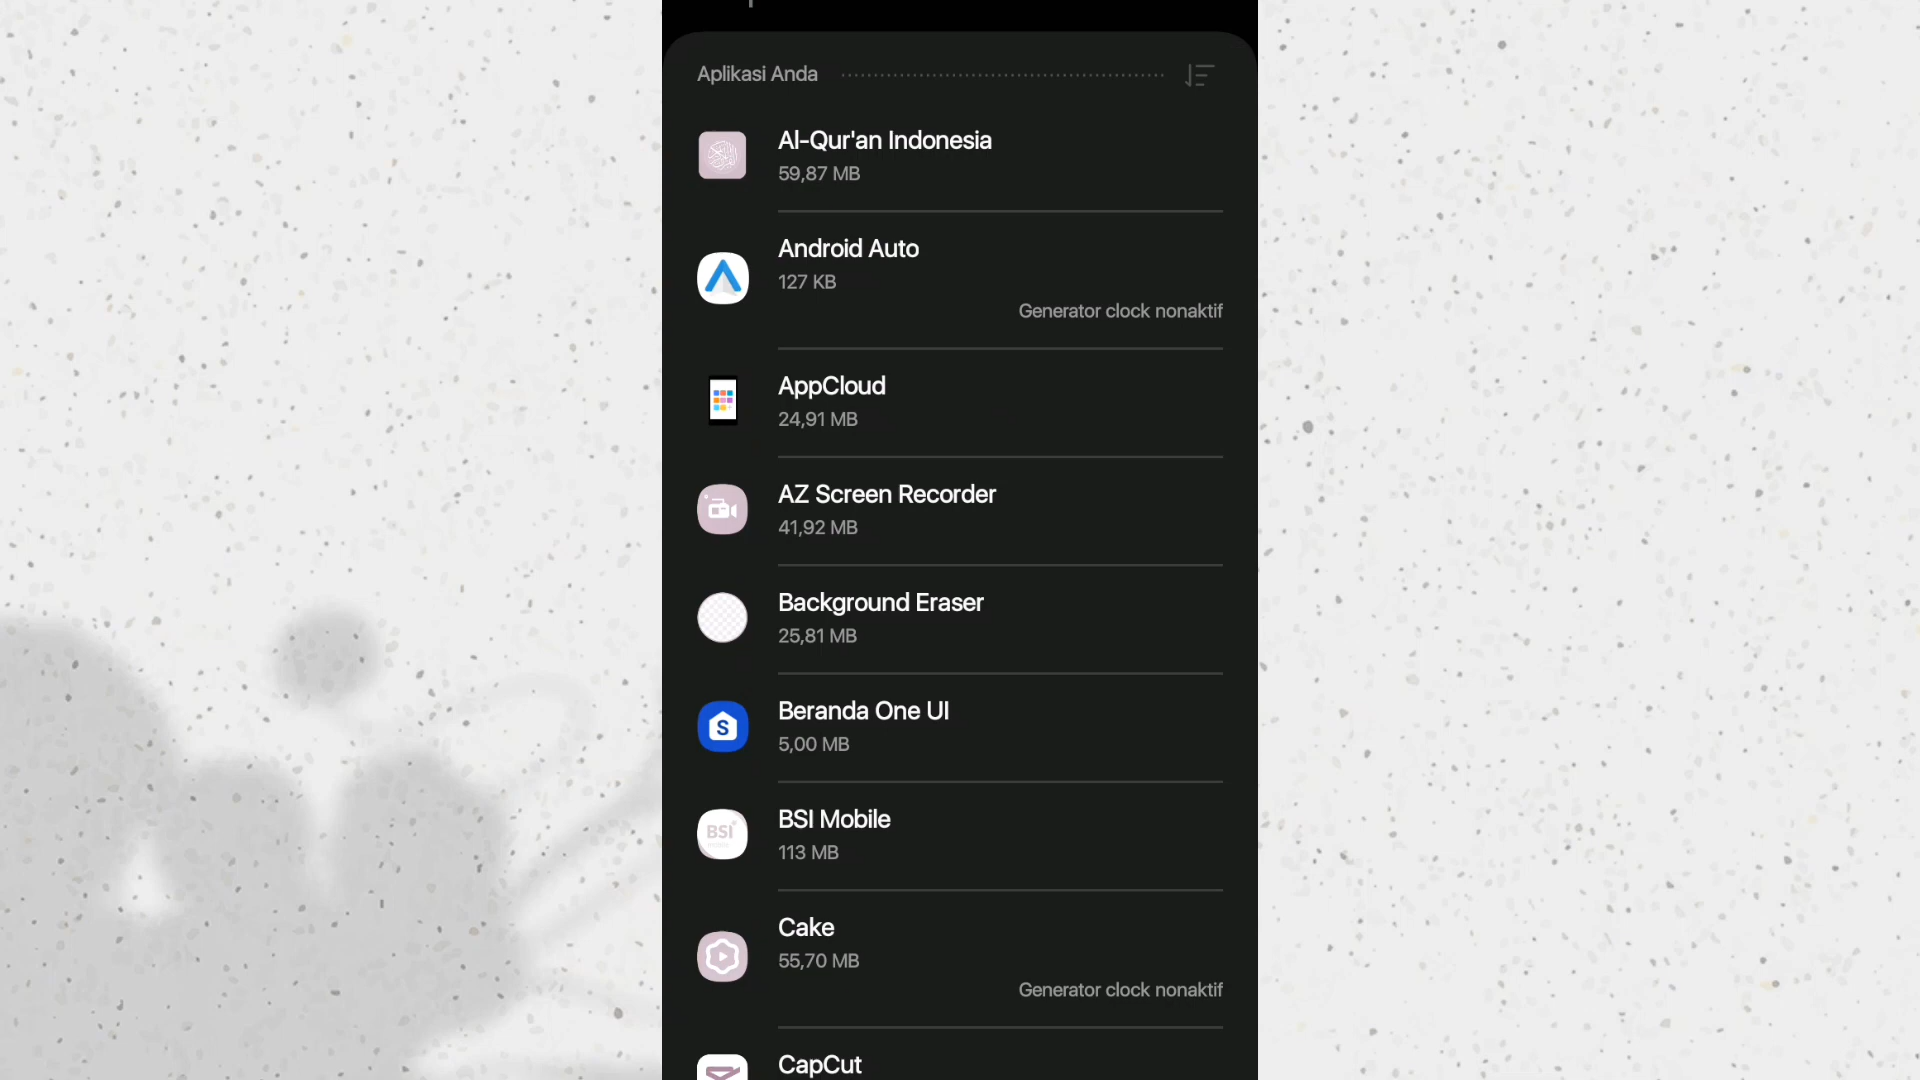 Aplikasi Anda
Al-Qur'an Indonesia
59,87 MB
Android Auto
127 KB
Generator clock nonaktif
AppCloud
24,91 MB
AZ Screen Recorder
41,92 MB
Background Eraser
25,81 MB
Beranda One UI
5,00 MB
S
BSI Mobile
113 MB
BSI
Cake
55,70 MB
Generator clock nonaktif
CapCut